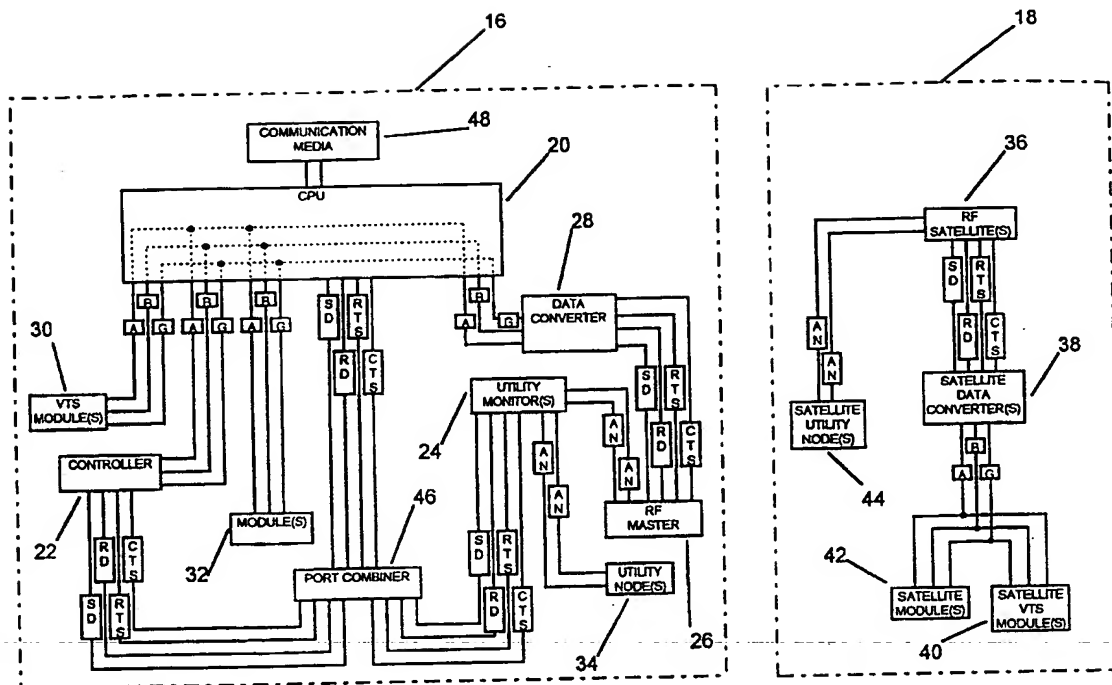 16
18
COMMUNICATION
MEDIA
48
20
36
CPU
RF
SATELLITE(S)
28
SD
RTS
RD
CTS
DATA
CONVERTER
A
B
G
A
B
G
A
B
G
SD
RTS
RD
CTS
A
B
G
30
VTS
MODULE(S)
24
UTILITY
MONITOR(S)
SD
RTS
RD
CTS
AN
AN
38
SATELLITE
DATA
CONVERTER(S)
AN
AN
SATELLITE
UTILITY
NODE(S)
44
CONTROLLER
22
46
AN
AN
RF
MASTER
A
B
G
MODULE(S)
32
RD
CTS
SD
RTS
PORT COMBINER
SD
RTS
RD
CTS
UTILITY
NODE(S)
34
26
42
SATELLITE
MODULE(S)
SATELLITE
VTS
MODULE(S)
40